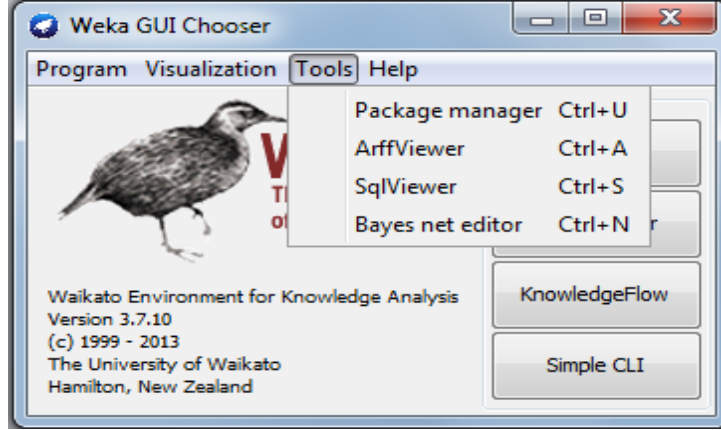 Weka GUI Chooser
Program Visualization Tools Help
Package manager Ctrl+U
ArffViewer Ctrl+A
SqlViewer Ctrl+S
Bayes net editor Ctrl+N
KnowledgeFlow
Simple CLI
Waikato Environment for Knowledge Analysis
Version 3.7.10
(c) 1999 - 2013
The University of Waikato
Hamilton, New Zealand